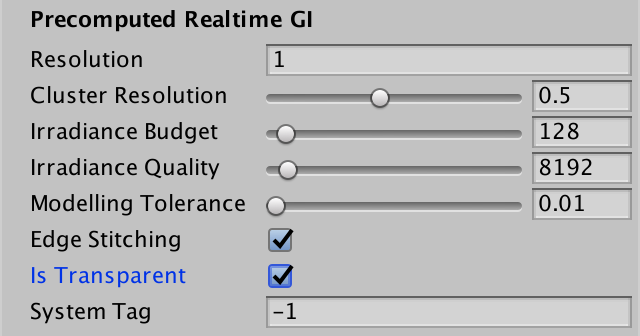 Precomputed Realtime GI
Resolution 1
Cluster Resolution 0.5
Irradiance Budget 128
Irradiance Quality 8192
Modelling Tolerance 0.01
Edge Stitching
Is Transparent
System Tag -1